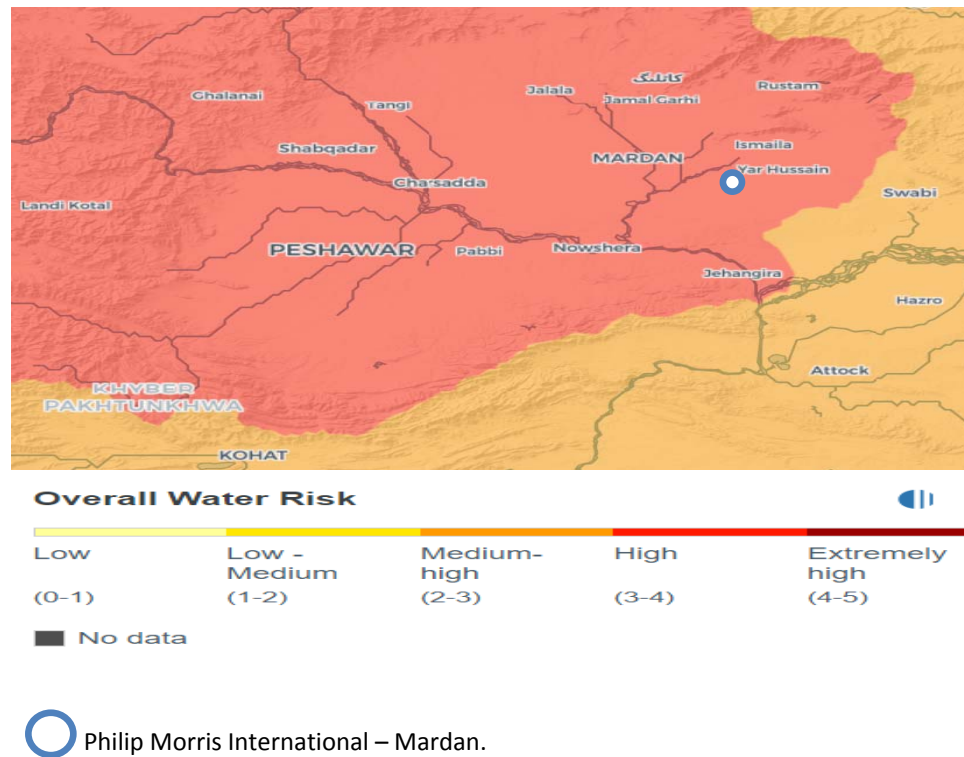 کاٹلنگ
Ghalanai
Tangi
Jalala
Jamal Garhi
Rustam
Shabqadar
MARDAN
Ismaila
Yar Hussain
Charsadda
Swabi
Landi Kotal
PESHAWAR
Pabbi
Nowshera
Jehangira
Hazro
Attock
KHYBER
PAKHTUNKHWA
KOHAT
Overall Water Risk
Low
(0-1)
Low -
Medium
(1-2)
Medium-
high
(2-3)
High
(3-4)
Extremely
high
(4-5)
No data
Philip Morris International – Mardan.